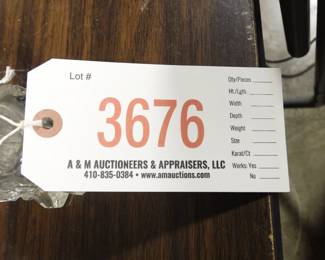 Lot #
3676
A & M AUCTIONEERS & APPRAISERS, LLC
410-835-0384 • www.amauctions.com
Qty/Pieces
Ht./Lgth.
Width
Depth
Weight
Size
Karat/Ct
Works: Yes
No